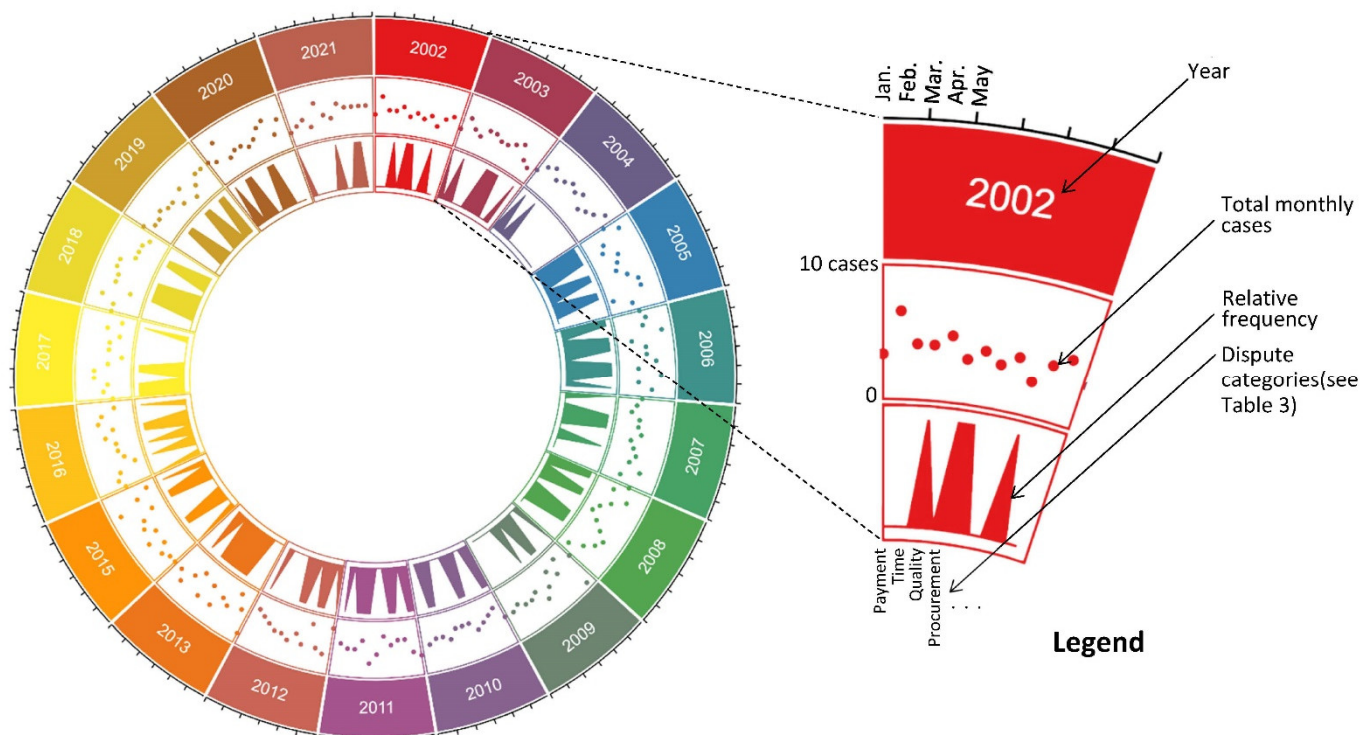 2002
2003
2004
2005
2006
2007
2008
2009
2010
2011
2012
2013
2015
2016
2017
2018
2019
2020
2021
Jan.
Feb.
Mar.
Apr.
May
Year
2002
Total monthly
cases
10 cases
Relative
frequency
Dispute
categories(see
Table 3)
0
Payment
Time
Quality
Procurement
. . .
Legend